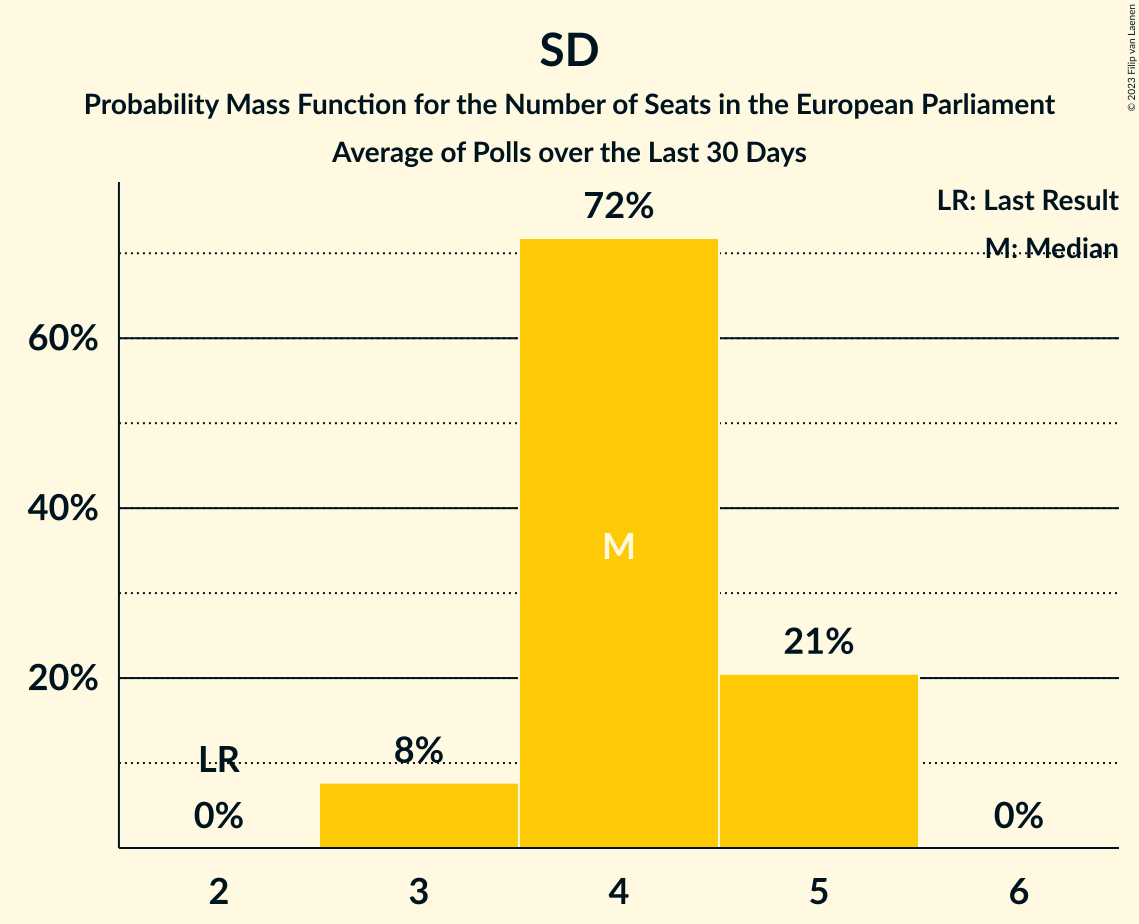 SD
Probability Mass Function for the Number of Seats in the European Parliament
Average of Polls over the Last 30 Days
© 2023 Filip van Laenen
LR: Last Result
M: Median
72%
60%
40%
20%
M
21%
8%
LR
0%
0%
2 3 4 5 6